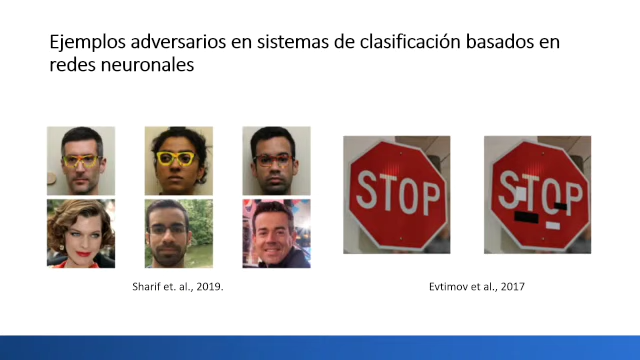 Ejemplos adversarios en sistemas de clasificación basados en
redes neuronales
STOP
STOP
Sharif et. al., 2019.
Evtimov et al., 2017